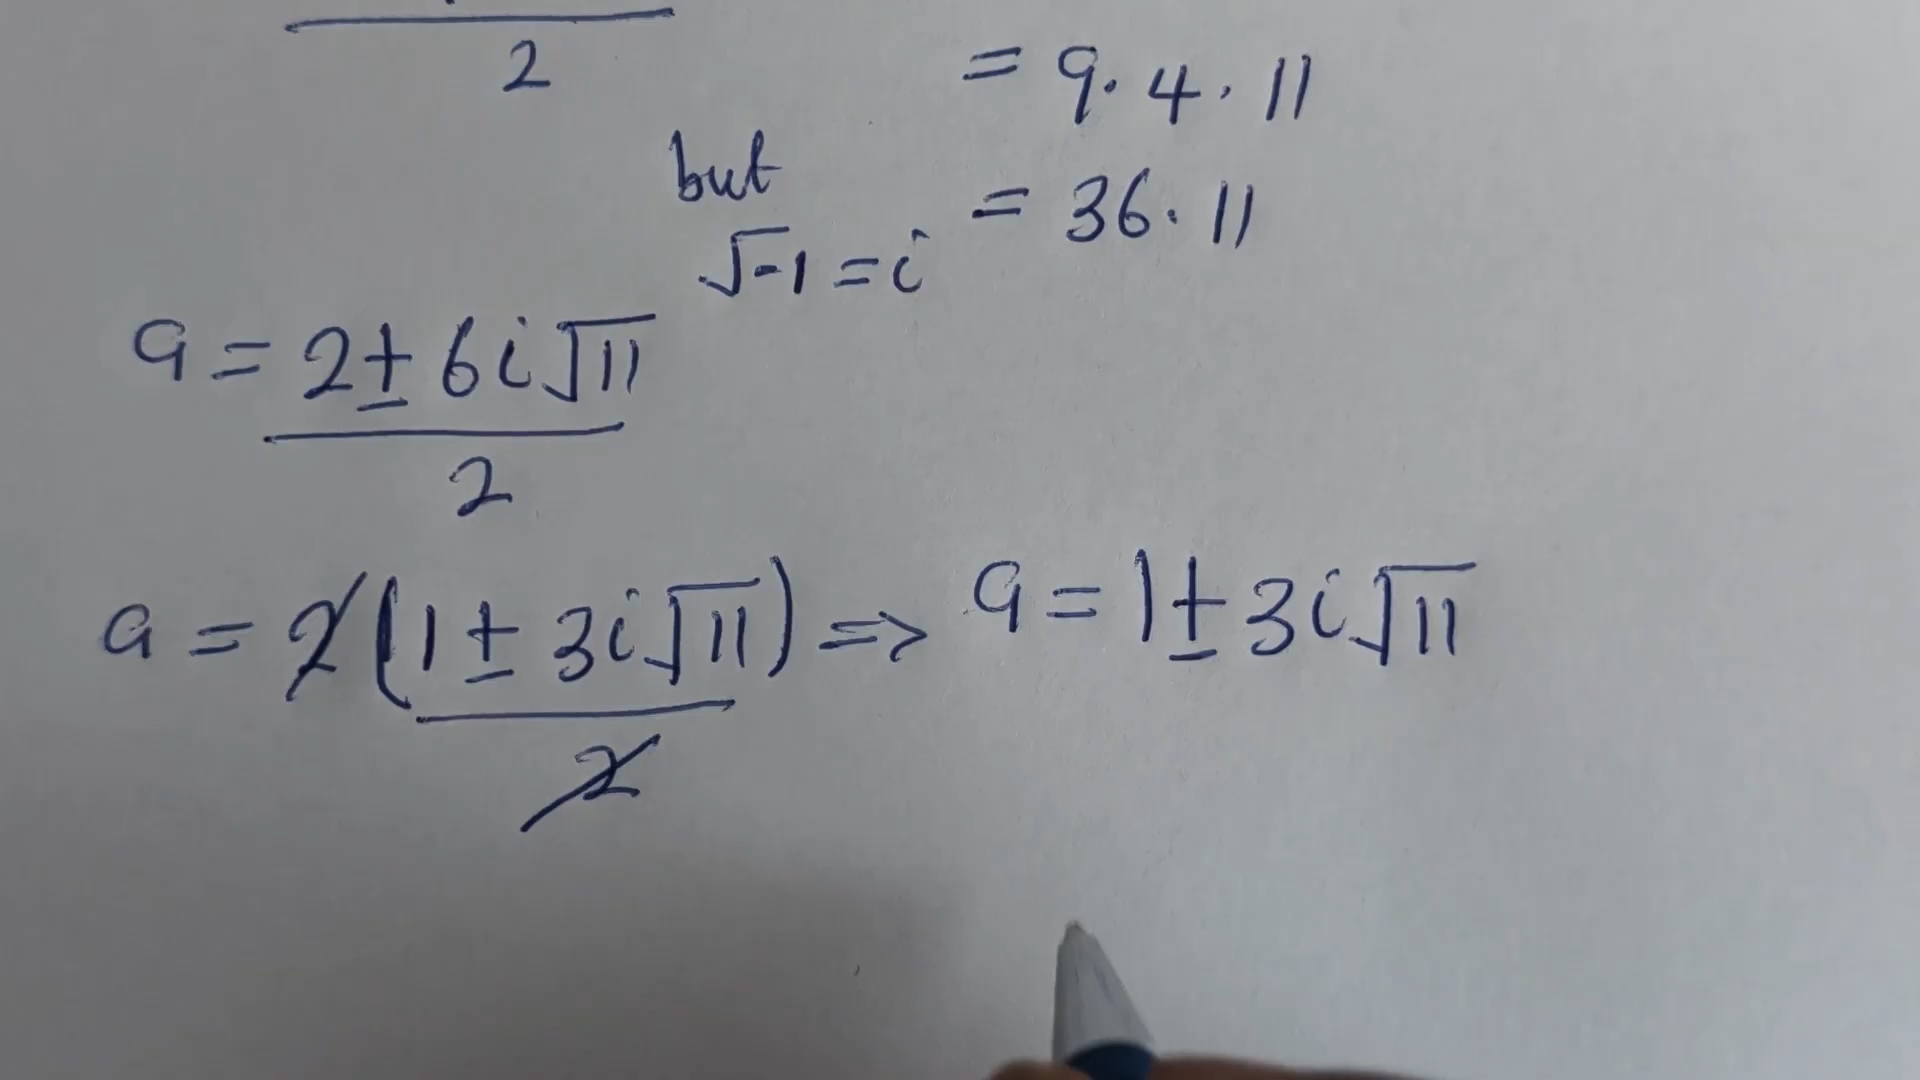 2
= 9·4·11
but
= 36·11
√-1 = i
a = 2 ± 6i√11
2
a = 2(1 ± 3i√11) ⇒ a = 1 ± 3i√11
2